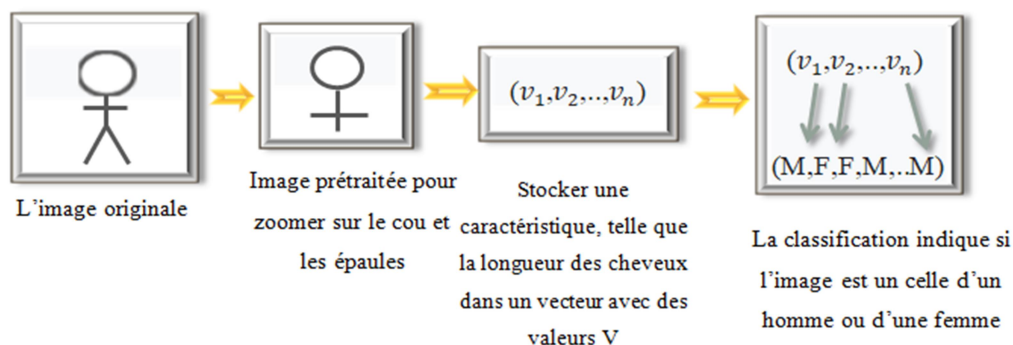 (v₁,v₂,..,vₙ)
(v₁,v₂,..,vₙ)
(M,F,F,M,..M)
L'image originale
Image prétraitée pour
zoomer sur le cou et
les épaules
Stocker une
caractéristique, telle que
la longueur des cheveux
dans un vecteur avec des
valeurs V
La classification indique si
l'image est un celle d'un
homme ou d'une femme